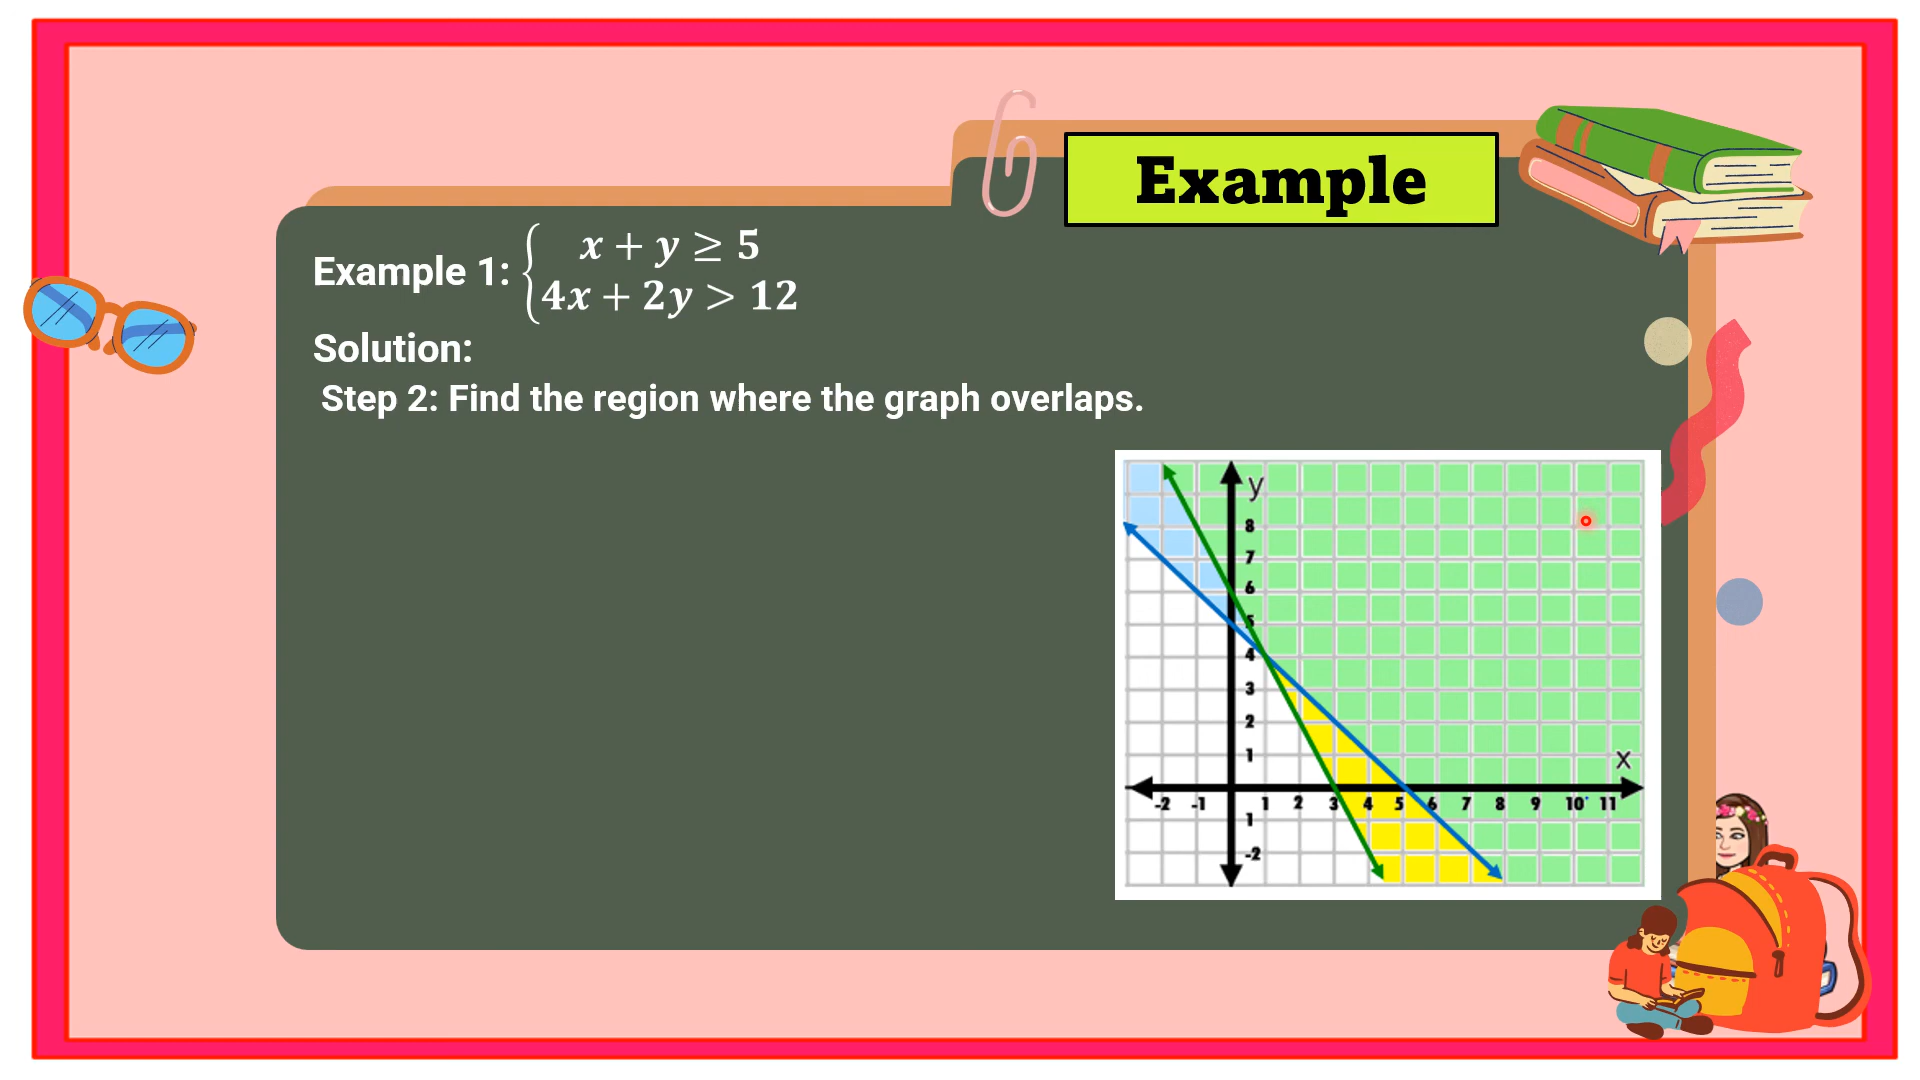 Example
Example 1: { x + y ≥ 5
4x + 2y > 12
Solution:
Step 2: Find the region where the graph overlaps.
y
8
7
6
5
4
3
2
1
x
-2 -1 1 2 3 4 5 6 7 8 9 10 11
1
-2